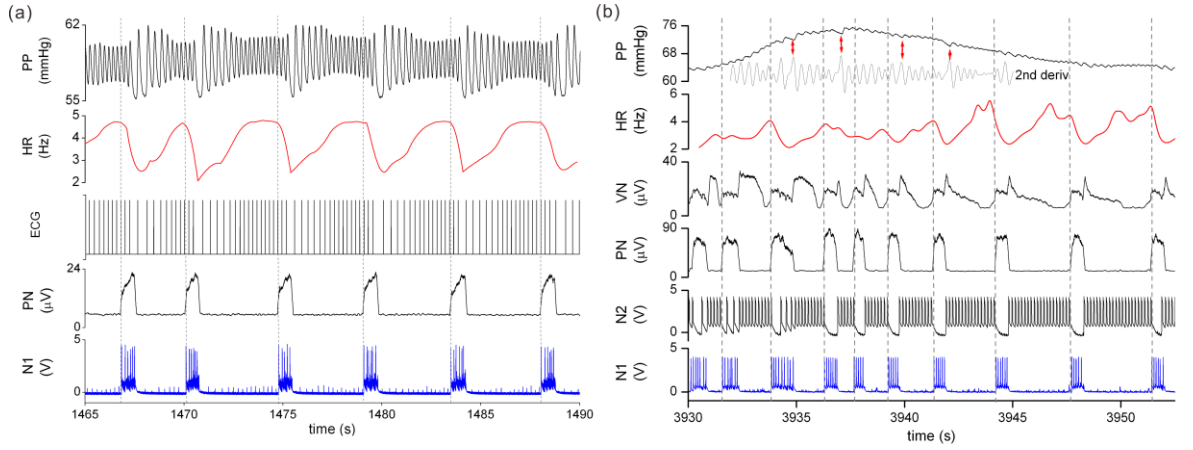 (a)
PP
(mmHg)
62
55
HR
(Hz)
5
4
3
2
ECG
PN
(μV)
24
0
N1
(V)
5
0
1465 1470 1475 1480 1485 1490
time (s)
(b)
PP
(mmHg)
76
68
60
2nd deriv
HR
(Hz)
6
4
2
VN
(μV)
40
0
PN
(μV)
90
0
N2
(V)
4
0
N1
(V)
5
0
3930 3935 3940 3945 3950
time (s)